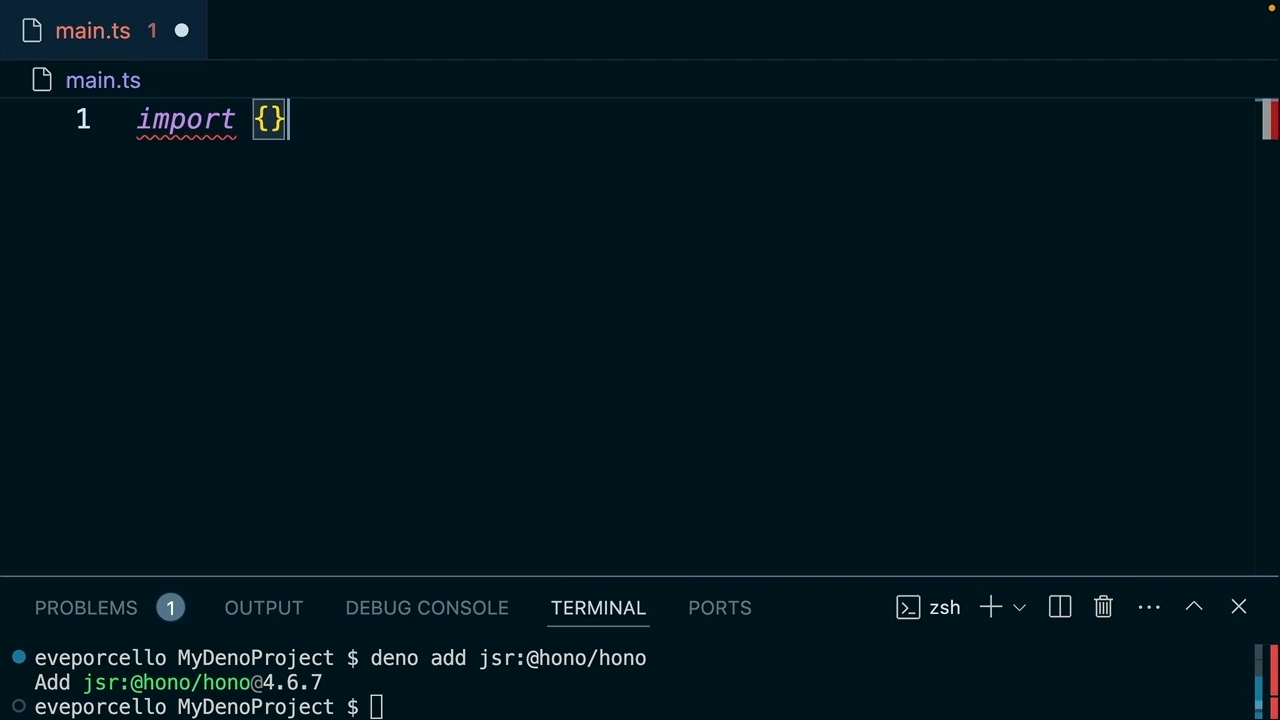 main.ts 1
main.ts
1 import {}
PROBLEMS 1 OUTPUT DEBUG CONSOLE TERMINAL PORTS zsh
eveporcello MyDenoProject $ deno add jsr:@hono/hono
Add jsr:@hono/hono@4.6.7
eveporcello MyDenoProject $